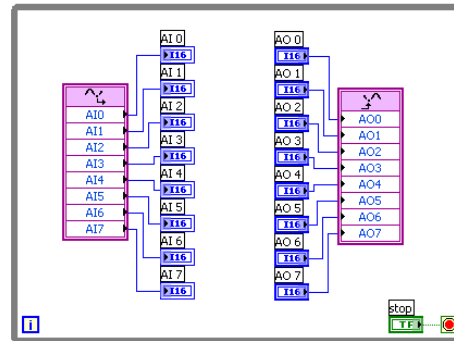 AI 0
I16
AI 1
I16
AI 2
I16
AI 3
I16
AI 4
I16
AI 5
I16
AI 6
I16
AI 7
I16
AI0
AI1
AI2
AI3
AI4
AI5
AI6
AI7
AO 0
I16
AO 1
I16
AO 2
I16
AO 3
I16
AO 4
I16
AO 5
I16
AO 6
I16
AO 7
I16
AO0
AO1
AO2
AO3
AO4
AO5
AO6
AO7
i
stop
TF